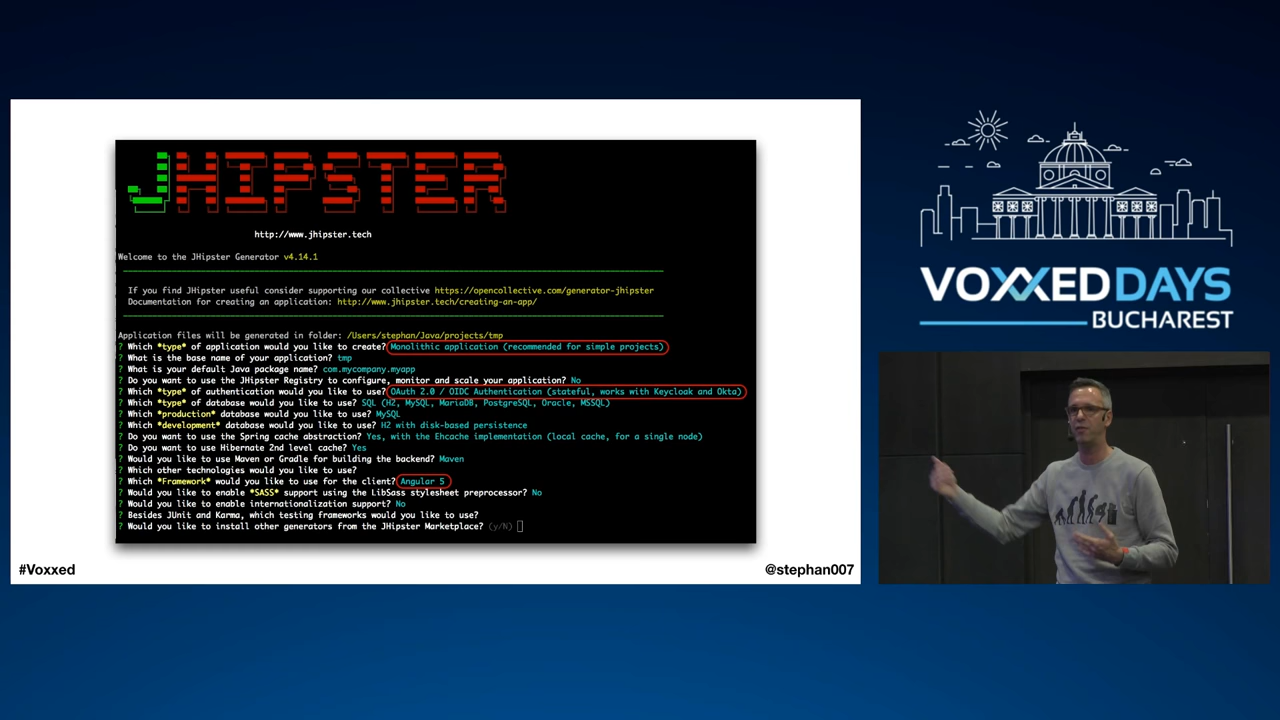 JHIPSTER
http://www.jhipster.tech
Welcome to the JHipster Generator v4.14.1
If you find JHipster useful consider supporting our collective https://opencollective.com/generator-jhipster
Documentation for creating an application: http://www.jhipster.tech/creating-an-app/
Application files will be generated in folder: /Users/stephan/Java/projects/tmp
? Which *type* of application would you like to create? Monolithic application (recommended for simple projects)
? What is the base name of your application? tmp
? What is your default Java package name? com.mycompany.myapp
? Do you want to use the JHipster Registry to configure, monitor and scale your application? No
? Which *type* of authentication would you like to use? OAuth 2.0 / OIDC Authentication (stateful, works with Keycloak and Okta)
? Which *type* of database would you like to use? SQL (H2, MySQL, MariaDB, PostgreSQL, Oracle, MSSQL)
? Which *production* database would you like to use? MySQL
? Which *development* database would you like to use? H2 with disk-based persistence
? Do you want to use the Spring cache abstraction? Yes, with the Ehcache implementation (local cache, for a single node)
? Do you want to use Hibernate 2nd level cache? Yes
? Would you like to use Maven or Gradle for building the backend? Maven
? Which other technologies would you like to use?
? Which *Framework* would you like to use for the client? Angular 5
? Would you like to enable *SASS* support using the LibSass stylesheet preprocessor? No
? Would you like to enable internationalization support? No
? Besides JUnit and Karma, which testing frameworks would you like to use?
? Would you like to install other generators from the JHipster Marketplace? (y/N)
#Voxxed
@stephan007
VOXXED DAYS
BUCHAREST